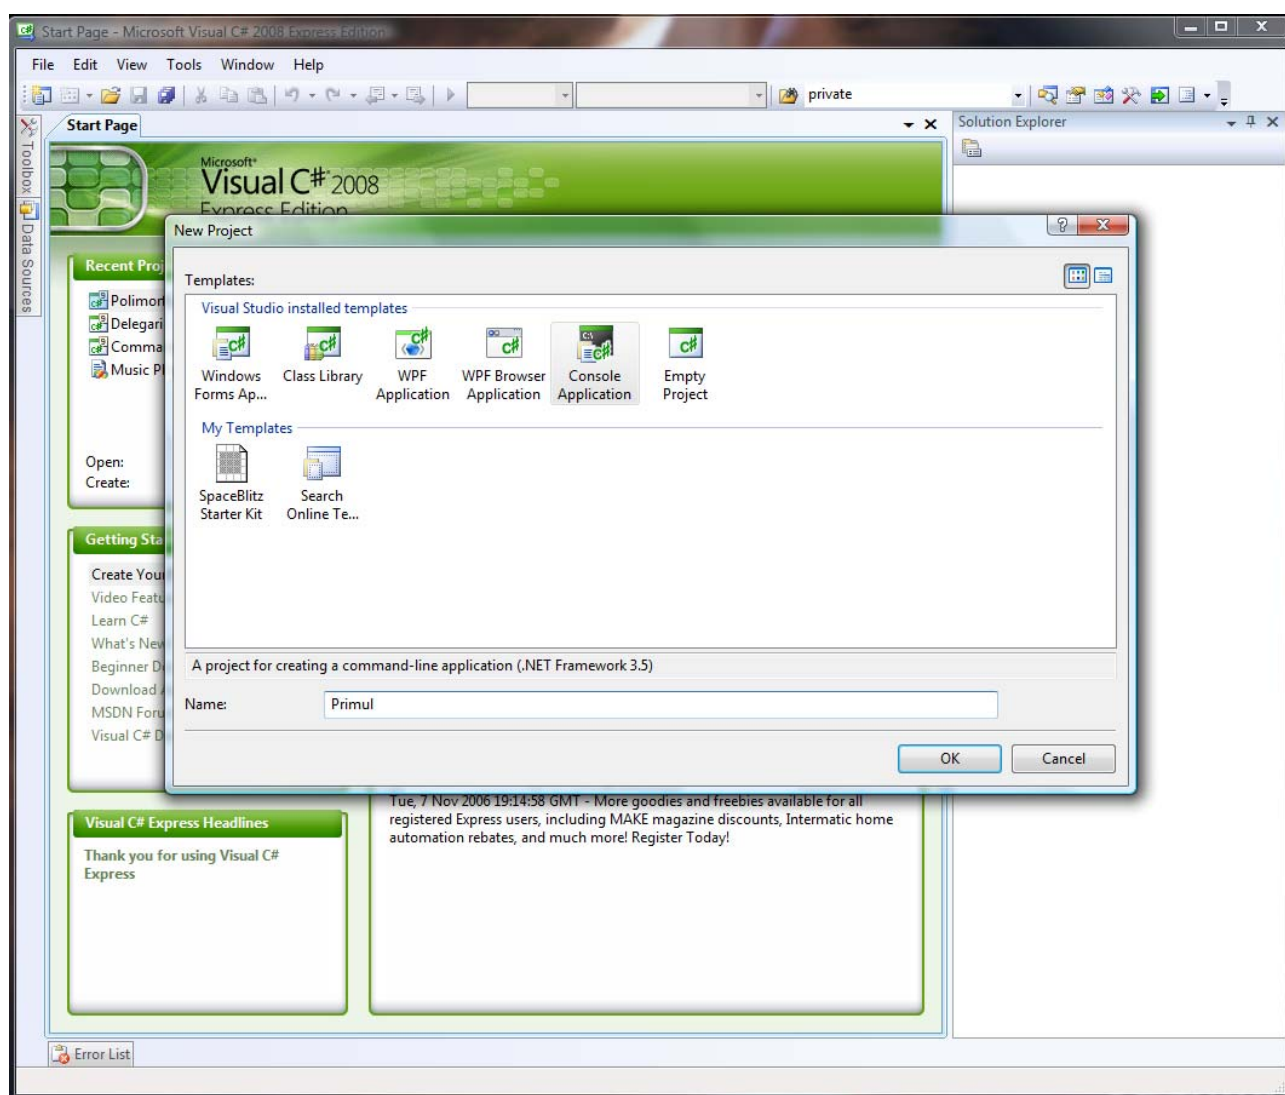 Start Page - Microsoft Visual C# 2008 Express Edition
File Edit View Tools Window Help
private
Start Page
Solution Explorer
Toolbox
Data Sources
Microsoft®
Visual C#® 2008
Express Edition
New Project
Recent Proj
Polimorf
Delegari
Comma
Music Pl
Open:
Create:
Templates:
Visual Studio installed templates
Windows Forms Ap...
Class Library
WPF Application
WPF Browser Application
Console Application
Empty Project
My Templates
SpaceBlitz Starter Kit
Search Online Te...
A project for creating a command-line application (.NET Framework 3.5)
Name: Primul
OK Cancel
Getting Sta
Create Your
Video Featu
Learn C#
What's New
Beginner D
Download A
MSDN Foru
Visual C# D
Visual C# Express Headlines
Thank you for using Visual C#
Express
Tue, 7 Nov 2006 19:14:58 GMT - More goodies and freebies available for all
registered Express users, including MAKE magazine discounts, Intermatic home
automation rebates, and much more! Register Today!
Error List